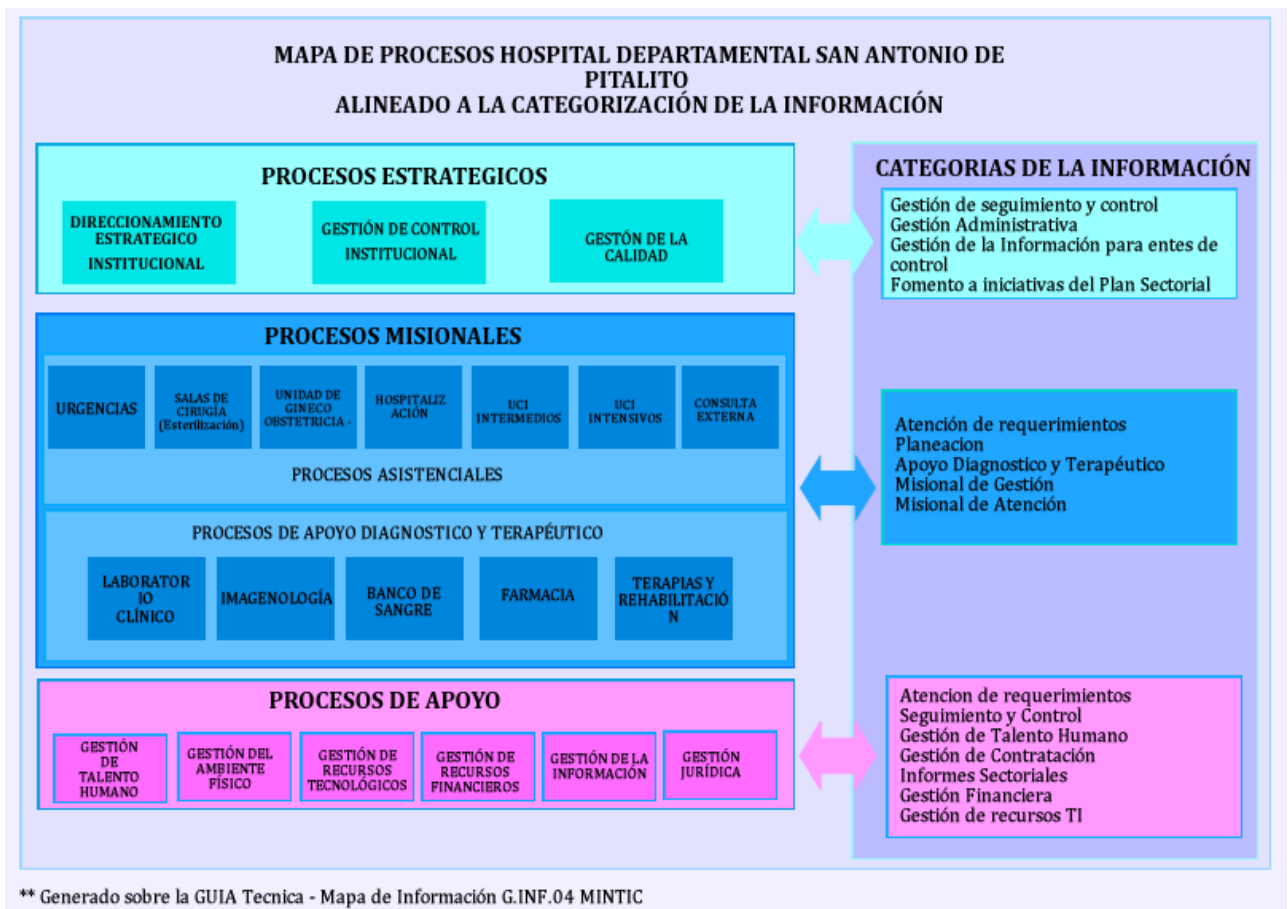 MAPA DE PROCESOS HOSPITAL DEPARTAMENTAL SAN ANTONIO DE
PITALITO
ALINEADO A LA CATEGORIZACIÓN DE LA INFORMACIÓN
PROCESOS ESTRATEGICOS
DIRECCIONAMIENTO
ESTRATEGICO
INSTITUCIONAL
GESTIÓN DE CONTROL
INSTITUCIONAL
GESTÓN DE LA
CALIDAD
PROCESOS MISIONALES
URGENCIAS
SALAS DE
CIRUGÍA
(Esterilización)
UNIDAD DE
GINECO
OBSTETRICIA -
HOSPITALIZ
ACIÓN
UCI
INTERMEDIOS
UCI
INTENSIVOS
CONSULTA
EXTERNA
PROCESOS ASISTENCIALES
PROCESOS DE APOYO DIAGNOSTICO Y TERAPÉUTICO
LABORATOR
IO
CLÍNICO
IMAGENOLOGÍA
BANCO DE
SANGRE
FARMACIA
TERAPIAS Y
REHABILITACIÓ
N
PROCESOS DE APOYO
GESTIÓN
DE
TALENTO
HUMANO
GESTIÓN DEL
AMBIENTE
FÍSICO
GESTIÓN DE
RECURSOS
TECNOLÓGICOS
GESTIÓN DE
RECURSOS
FINANCIEROS
GESTIÓN DE LA
INFORMACIÓN
GESTIÓN
JURÍDICA
CATEGORIAS DE LA INFORMACIÓN
Gestión de seguimiento y control
Gestión Administrativa
Gestión de la Información para entes de
control
Fomento a iniciativas del Plan Sectorial
Atención de requerimientos
Planeacion
Apoyo Diagnostico y Terapéutico
Misional de Gestión
Misional de Atención
Atencion de requerimientos
Seguimiento y Control
Gestión de Talento Humano
Gestión de Contratación
Informes Sectoriales
Gestión Financiera
Gestión de recursos TI
** Generado sobre la GUIA Tecnica - Mapa de Información G.INF.04 MINTIC